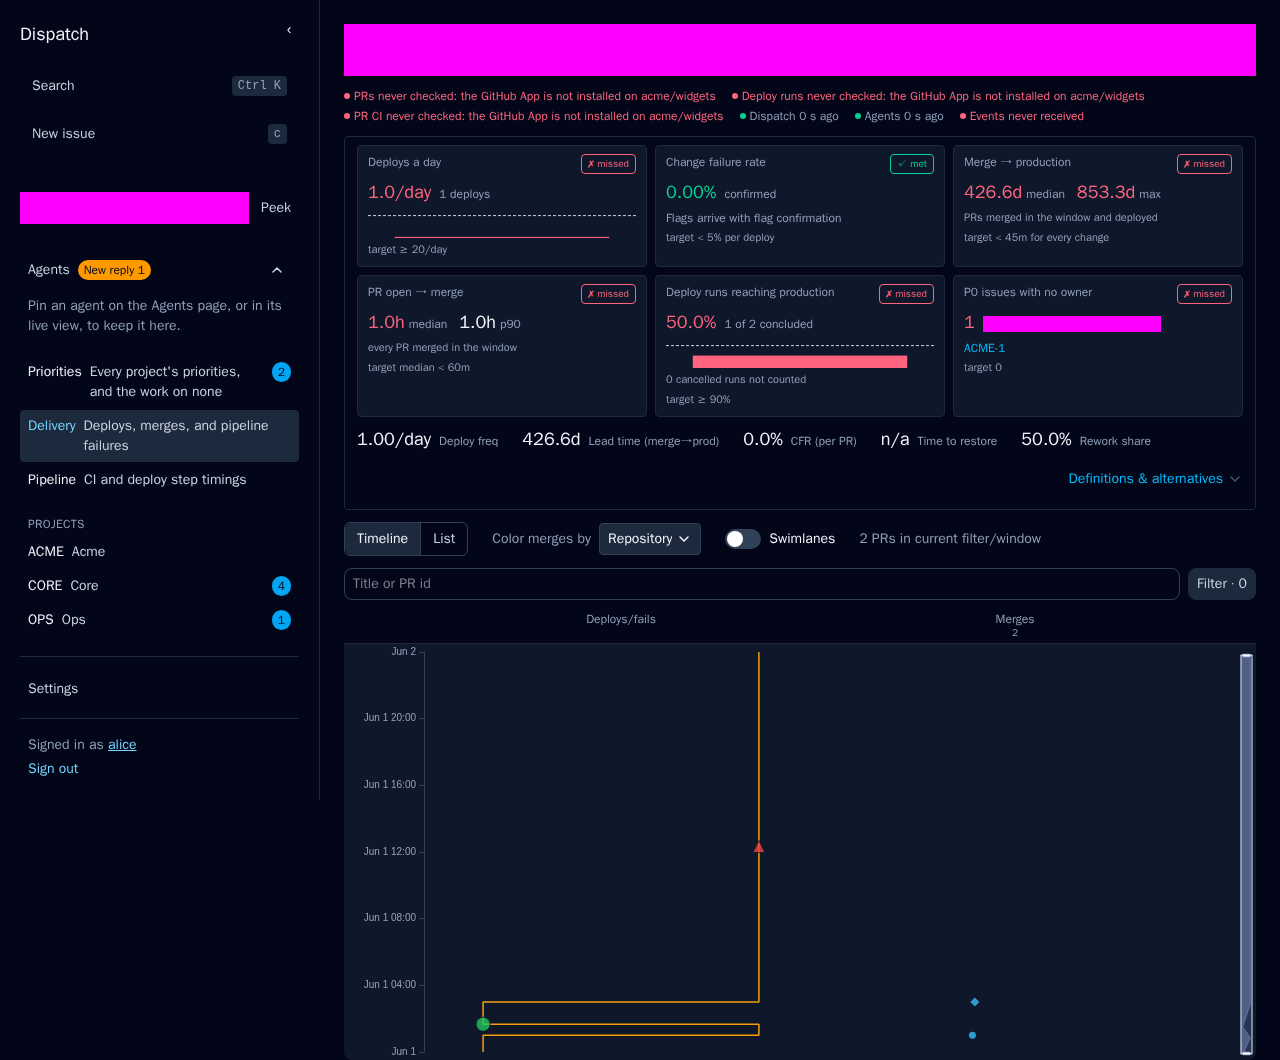 Dispatch
Search
Ctrl K
New issue
C
Peek
Agents New reply 1
Pin an agent on the Agents page, or in its
live view, to keep it here.
Priorities Every project's priorities,
and the work on none
2
Delivery Deploys, merges, and pipeline
failures
Pipeline CI and deploy step timings
PROJECTS
ACME Acme
CORE Core 4
OPS Ops 1
Settings
Signed in as alice
Sign out
PRs never checked: the GitHub App is not installed on acme/widgets Deploy runs never checked: the GitHub App is not installed on acme/widgets
PR CI never checked: the GitHub App is not installed on acme/widgets Dispatch 0 s ago Agents 0 s ago Events never received
Deploys a day ✗ missed
1.0/day 1 deploys
target ≥ 20/day
Change failure rate ✓ met
0.00% confirmed
Flags arrive with flag confirmation
target < 5% per deploy
Merge → production ✗ missed
426.6d median 853.3d max
PRs merged in the window and deployed
target < 45m for every change
PR open → merge ✗ missed
1.0h median 1.0h p90
every PR merged in the window
target median < 60m
Deploy runs reaching production ✗ missed
50.0% 1 of 2 concluded
0 cancelled runs not counted
target ≥ 90%
P0 issues with no owner ✗ missed
1
ACME-1
target 0
1.00/day Deploy freq 426.6d Lead time (merge→prod) 0.0% CFR (per PR) n/a Time to restore 50.0% Rework share
Definitions & alternatives
Timeline List Color merges by Repository Swimlanes 2 PRs in current filter/window
Title or PR id Filter · 0
Deploys/fails Merges
2
Jun 2
Jun 1 20:00
Jun 1 16:00
Jun 1 12:00
Jun 1 08:00
Jun 1 04:00
Jun 1